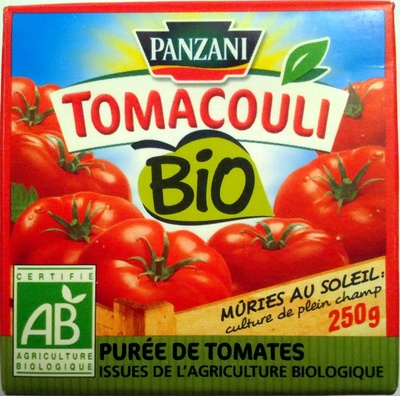 PANZANI
TOMACOULI
BiO
MÛRIES AU SOLEIL:
culture de plein champ
250g
CERTIFIÉ
AB
AGRICULTURE
BIOLOGIQUE
PURÉE DE TOMATES
ISSUES DE L'AGRICULTURE BIOLOGIQUE